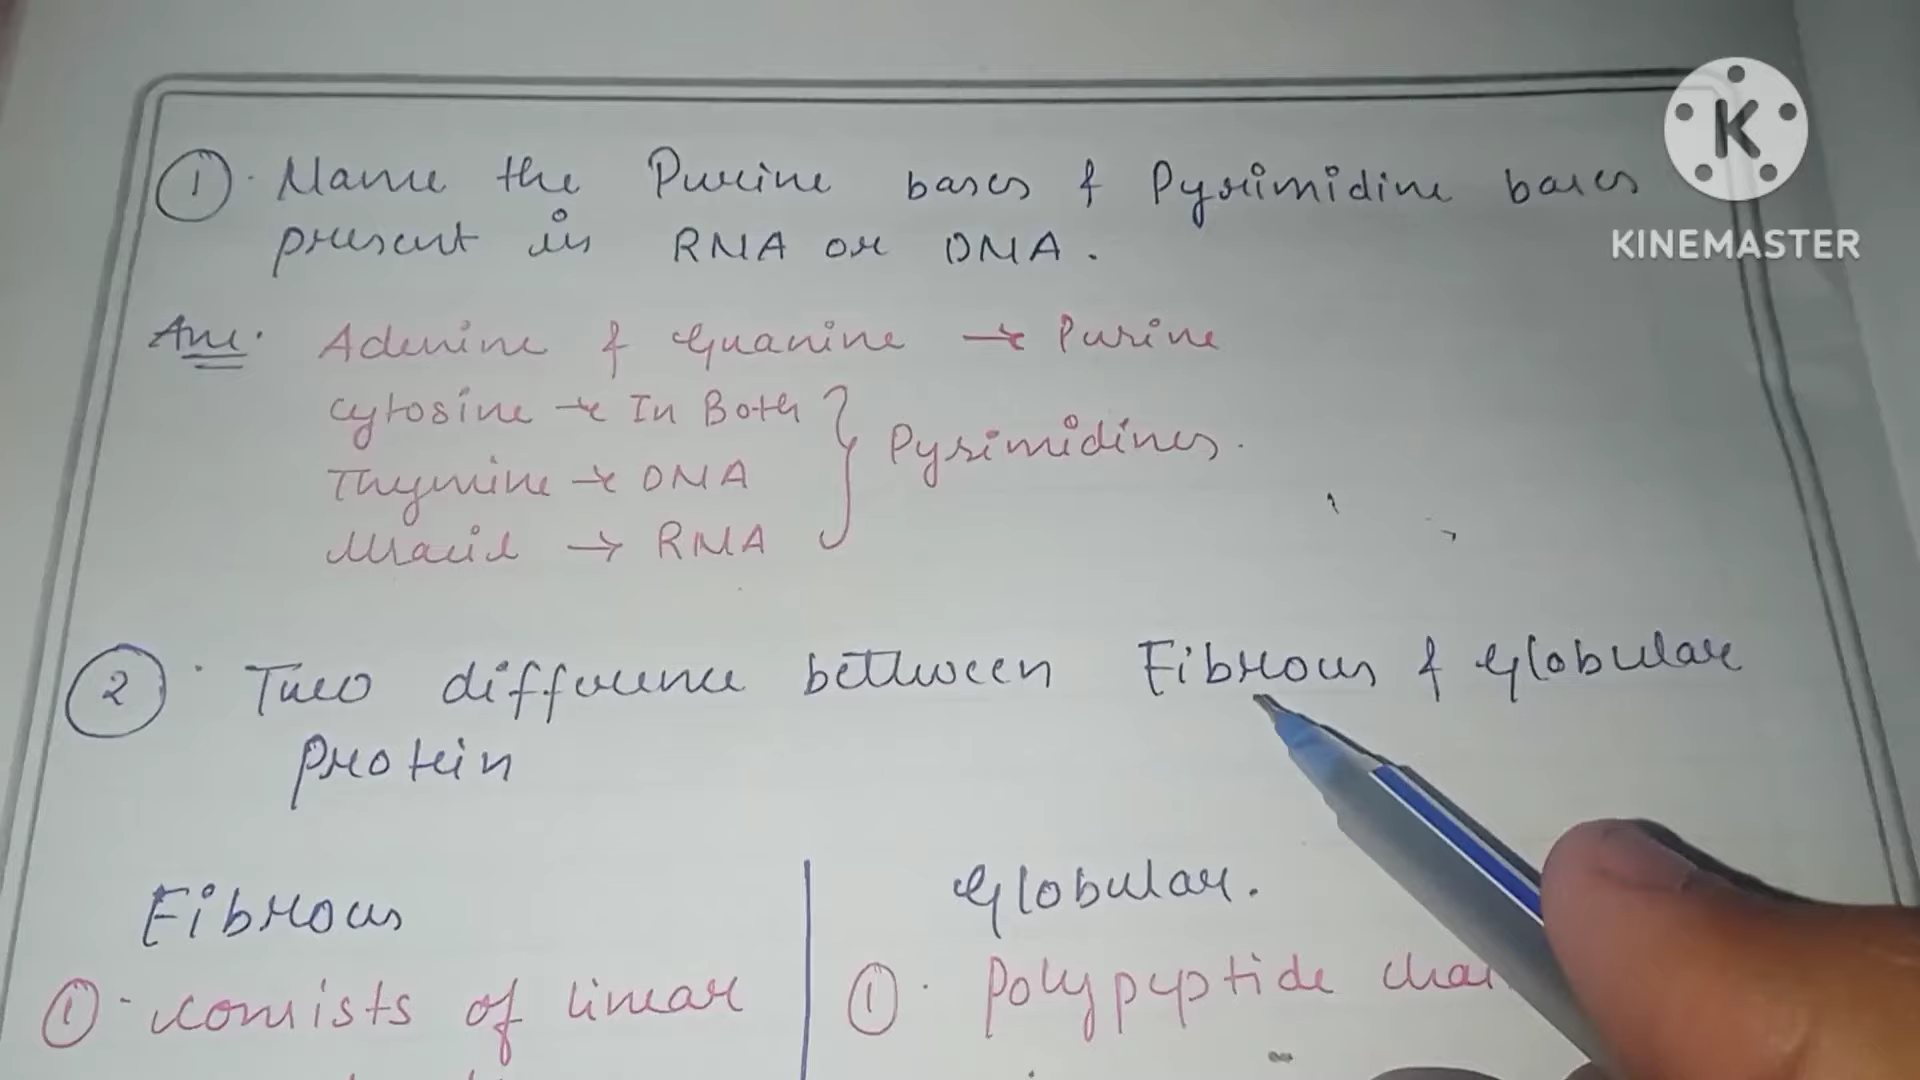 1. Name the Purine bases & Pyrimidine bases
present in RNA or DNA.
Ans. Adenine & Guanine → Purine
Cytosine → In Both
Thymine → DNA
Uracil → RNA
} Pyrimidines.
2. Two difference between Fibrous & Globular
protein
Fibrous
1. consists of linear
Globular.
1. Polypeptide
K
KINEMASTER